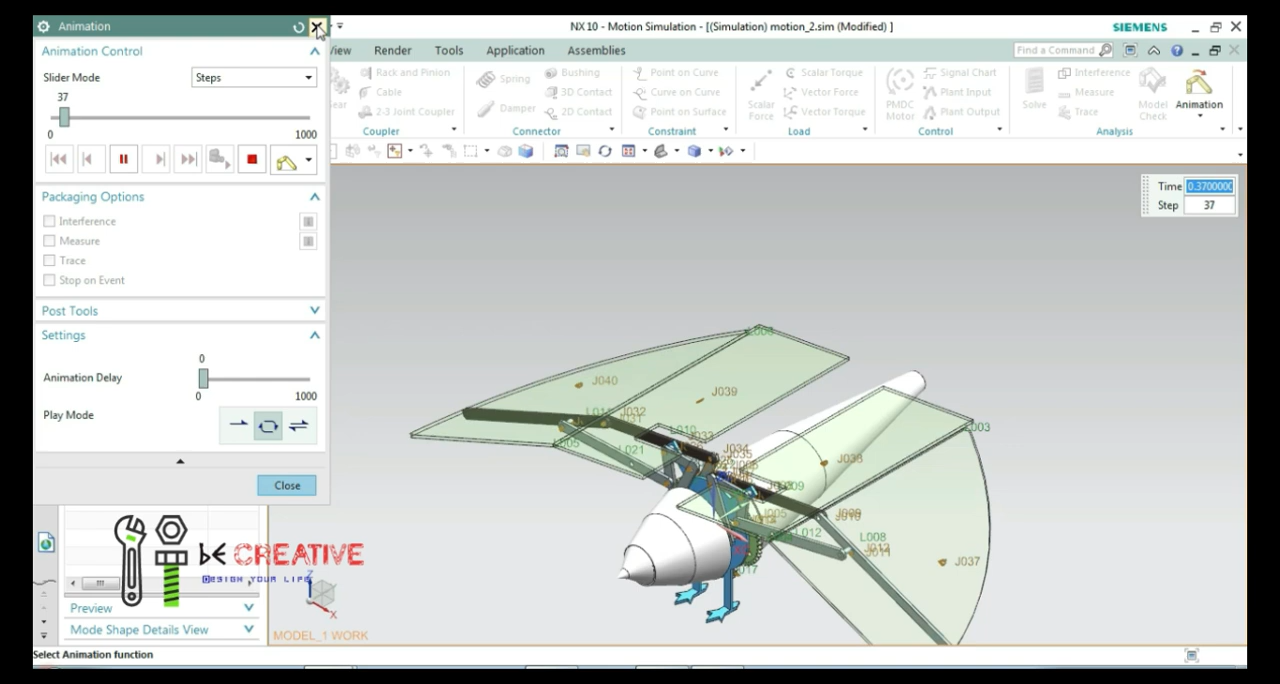 Animation
NX 10 - Motion Simulation - [(Simulation) motion_2.sim (Modified) ]
SIEMENS
Animation Control
View
Render
Tools
Application
Assemblies
Find a Command
Slider Mode
Steps
37
0
1000
Rack and Pinion
Cable
2-3 Joint Coupler
Coupler
Spring
Damper
Bushing
3D Contact
2D Contact
Connector
Point on Curve
Curve on Curve
Point on Surface
Constraint
Scalar Force
Scalar Torque
Vector Force
Vector Torque
Load
PMDC Motor
Signal Chart
Plant Input
Plant Output
Control
Solve
Interference
Measure
Trace
Model Check
Animation
Analysis
Packaging Options
Interference
Measure
Trace
Stop on Event
Post Tools
Settings
0
Animation Delay
0
1000
Play Mode
Close
Time 0.3700000
Step 37
J040
J039
L003
J038
J032
L010
L021
J034
J035
L012
L008
J037
bE CREATIVE
DESIGN YOUR LIFE
Preview
Mode Shape Details View
Z
X
MODEL_1 WORK
Select Animation function